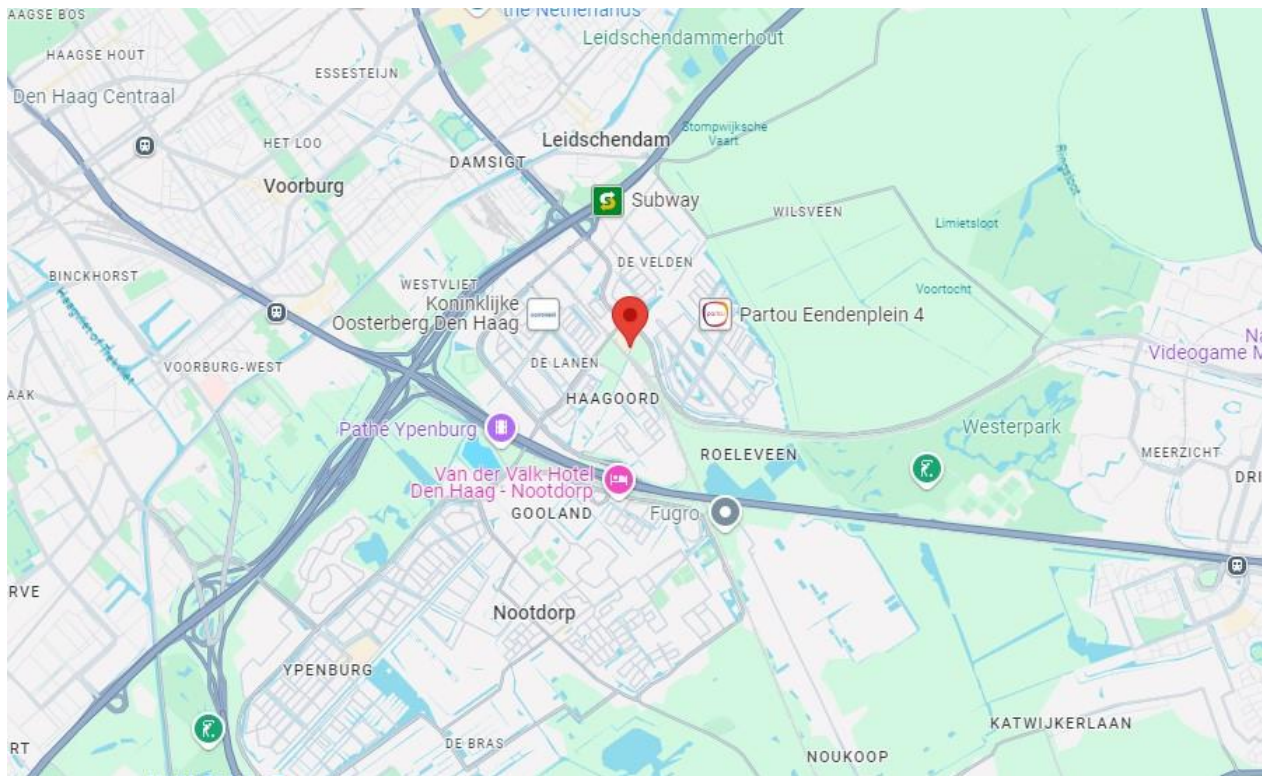 AAGSE BOS
the Netherlands
Leidschendammerhout
HAAGSE HOUT
ESSESTEIJN
Den Haag Centraal
Stompwijksche
Vaart
HET LOO
Leidschendam
DAMSIGT
Ringsloot
Voorburg
Subway
WILSVEEN
Limietsloot
DE VELDEN
BINCKHORST
WESTVLIET
Voortocht
Koninklijke
Oosterberg Den Haag
Partou Eendenplein 4
Na
Videogame M
VOORBURG-WEST
DE LANEN
AAK
HAAGOORD
Pathé Ypenburg
Westerpark
ROELEVEEN
MEERZICHT
Van der Valk Hotel
Den Haag - Nootdorp
DRI
GOOLAND
Fugro
RVE
Nootdorp
YPENBURG
KATWIJKERLAAN
RT
DE BRAS
NOUKOOP